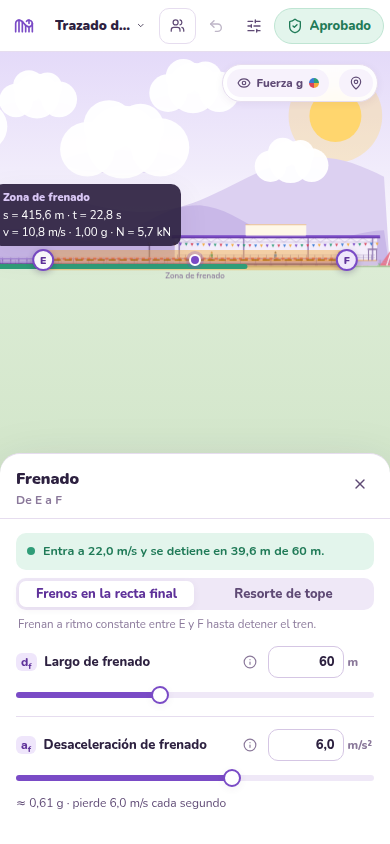 Trazado d...
Aprobado
Fuerza g
Zona de frenado
s = 415,6 m · t = 22,8 s
v = 10,8 m/s · 1,00 g · N = 5,7 kN
E
F
Zona de frenado
Frenado
De E a F
Entra a 22,0 m/s y se detiene en 39,6 m de 60 m.
Frenos en la recta final
Resorte de tope
Frenan a ritmo constante entre E y F hasta detener el tren.
df Largo de frenado 60 m
af Desaceleración de frenado 6,0 m/s²
≈ 0,61 g · pierde 6,0 m/s cada segundo